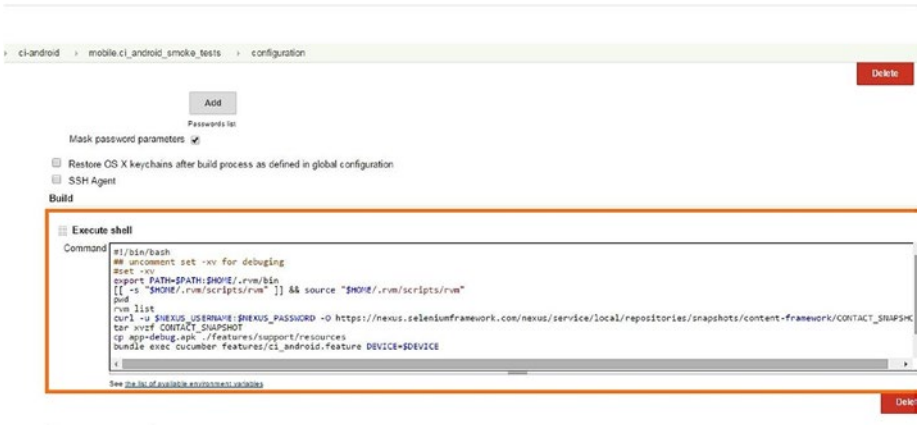 ci-android › mobile.ci_android_smoke_tests › configuration
Delete
Add
Passwords list
Mask password parameters
Restore OS X keychains after build process as defined in global configuration
SSH Agent
Build
Execute shell
Command
#!/bin/bash
## uncomment set -xv for debuging
#set -xv
export PATH=$PATH:$HOME/.rvm/bin
[[ -s "$HOME/.rvm/scripts/rvm" ]] && source "$HOME/.rvm/scripts/rvm"
pwd
rvm list
curl -u $NEXUS_USERNAME:$NEXUS_PASSWORD -O https://nexus.seleniumframework.com/nexus/service/local/repositories/snapshots/content-framework/CONTACT_SNAPSHO
tar xvzf CONTACT_SNAPSHOT
cp app-debug.apk ./features/support/resources
bundle exec cucumber features/ci_android.feature DEVICE=$DEVICE
See the list of available environment variables
Delet